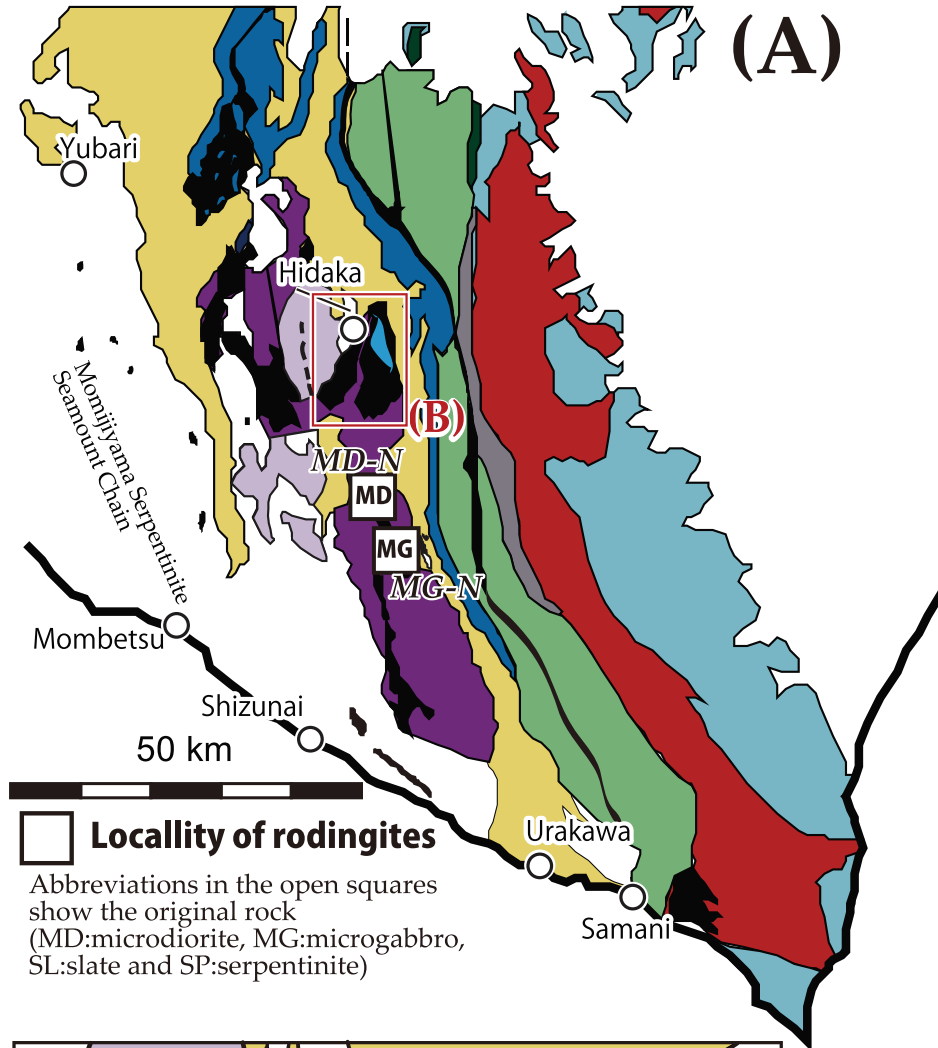 (A)
Yubari
Hidaka
(B)
Momijiyama Serpentinite
Seamount Chain
MD-N
MD
MG
MG-N
Mombetsu
Shizunai
50 km
Urakawa
Samani
Locallity of rodingites
Abbreviations in the open squares
show the original rock
(MD:microdiorite, MG:microgabbro,
SL:slate and SP:serpentinite)